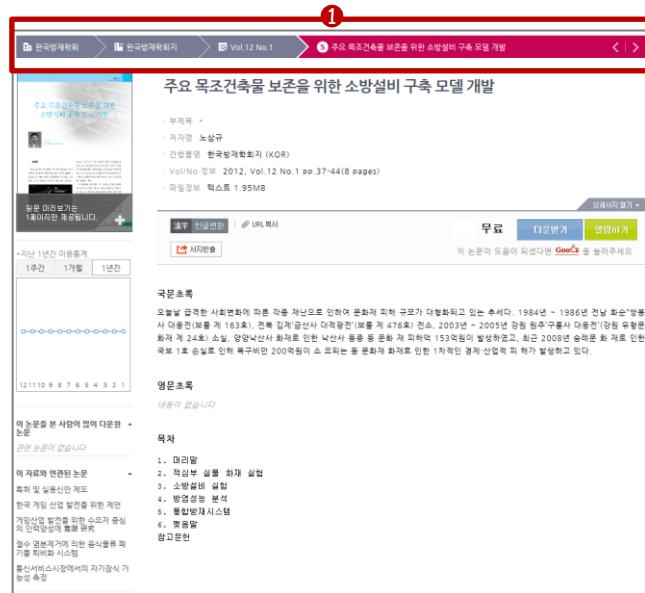 1
한국방재학회 한국방재학회지 Vol.12 No.1 5 주요 목조건축물 보존을 위한 소방설비 구축 모델 개발
주요 목조건축물 보존을 위한 소방설비 구축 모델 개발
주요 목조건축물 보존을 위한
소방설비 구축 모델 개발
원문 미리보기는
1페이지만 제공됩니다.
· 부제목 -
· 저자명 노삼규
· 간행물명 한국방재학회지 (KOR)
· Vol/No 정보 2012, Vol.12 No.1 pp.37-44(8 pages)
· 파일정보 텍스트 1.95MB
상세서지 열기
漢字 한글변환 URL복사
무료 다운받기 열람하기
서지반출
이 논문이 도움이 되셨다면 Good 을 눌러주세요
지난 1년간 이용통계
1주간 1개월 1년간
12 11 10 9 8 7 6 5 4 3 2 1
이 논문을 본 사람이 많이 다운한
논문
관련 논문이 없습니다
이 자료와 연관된 논문
특허 및 실용신안 제도
한국 게임 산업 발전을 위한 제언
게임산업 발전을 위한 수요자 중심
의 인력양성에 研究
절수 염분제거에 의한 음식물류 폐
기물 퇴비화 시스템
통신서비스시장에서의 자기잠식 가
능성 측정
국문초록
오늘날 급격한 사회변화에 따른 각종 재난으로 인하여 문화재 피해 규모가 대형화되고 있는 추세다. 1984년 ~ 1986년 전남 화순"쌍봉
사 대웅전(보물 제 163호), 전북 김제'금산사 대적광전'(보물 제 476호) 전소, 2003년 ~ 2005년 강원 원주'구룡사 대웅전'(강원 유형문
화재 제 24호) 소실, 양양낙산사 화재로 인한 낙산사 동종 등 문화 재 피해액 153억원이 발생하였고, 최근 2008년 숭례문 화 재로 인한
국보 1호 손실로 인해 복구비만 200억원이 소 요되는 등 문화재 화재로 인한 1차적인 경제·산업적 피 해가 발생하고 있다.
영문초록
내용이 없습니다
목차
1. 머리말
2. 적심부 실물 화재 실험
3. 소방설비 실험
4. 방염성능 분석
5. 통합방재시스템
6. 맺음말
참고문헌